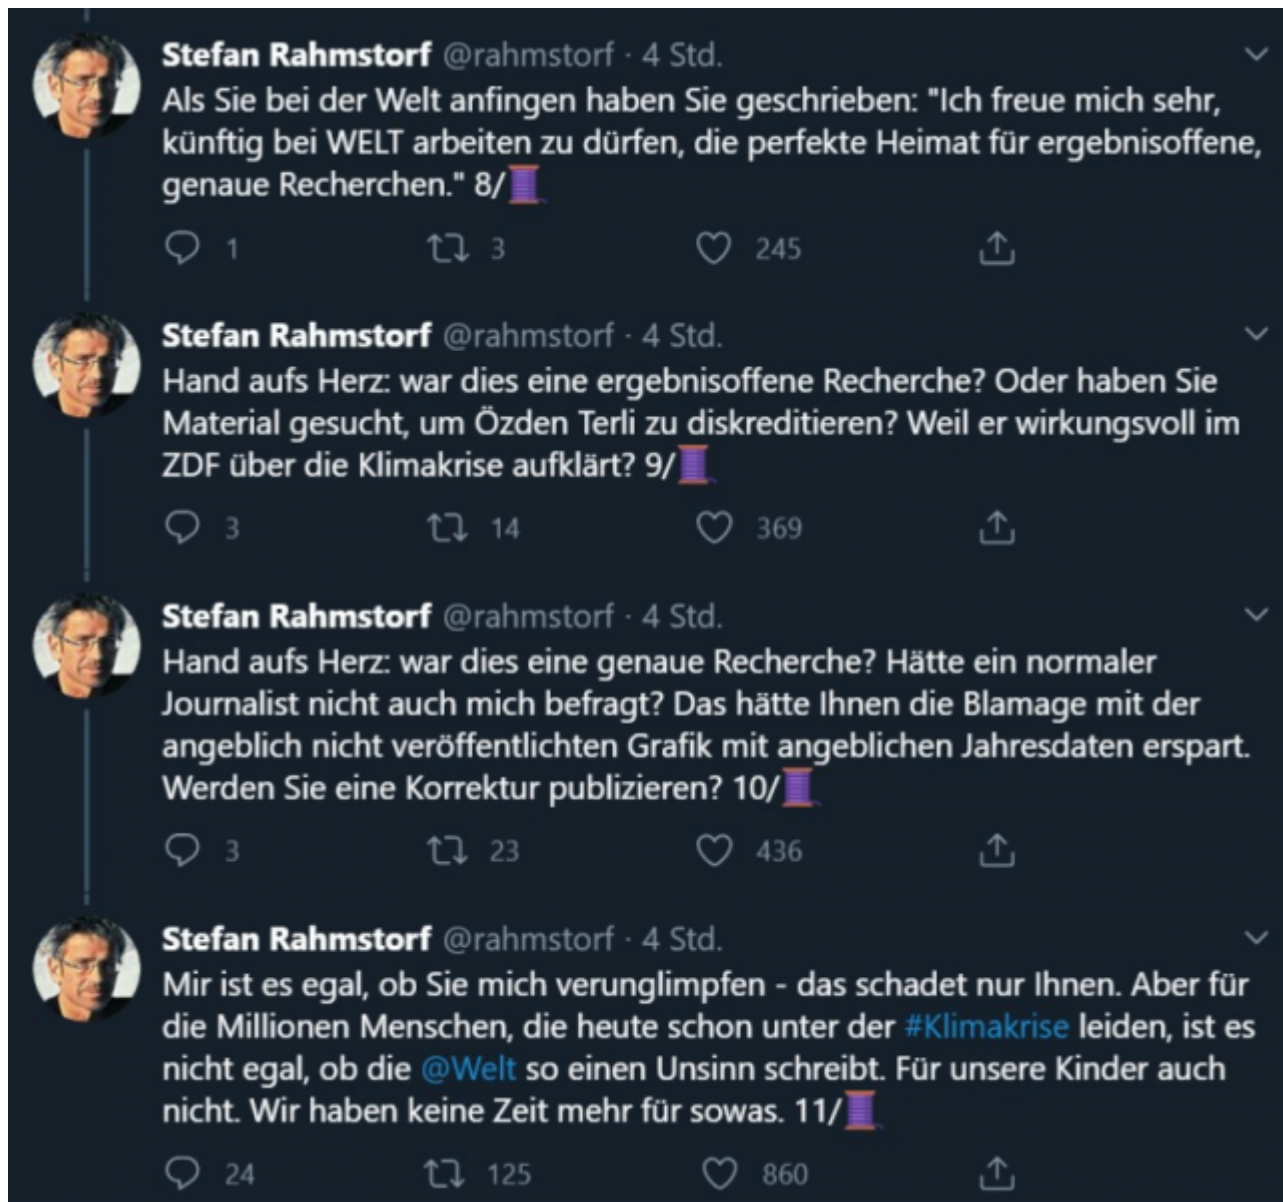 Stefan Rahmstorf @rahmstorf · 4 Std.
Als Sie bei der Welt anfingen haben Sie geschrieben: "Ich freue mich sehr,
künftig bei WELT arbeiten zu dürfen, die perfekte Heimat für ergebnisoffene,
genaue Recherchen." 8/🧵
1 3 245
Stefan Rahmstorf @rahmstorf · 4 Std.
Hand aufs Herz: war dies eine ergebnisoffene Recherche? Oder haben Sie
Material gesucht, um Özden Terli zu diskreditieren? Weil er wirkungsvoll im
ZDF über die Klimakrise aufklärt? 9/🧵
3 14 369
Stefan Rahmstorf @rahmstorf · 4 Std.
Hand aufs Herz: war dies eine genaue Recherche? Hätte ein normaler
Journalist nicht auch mich befragt? Das hätte Ihnen die Blamage mit der
angeblich nicht veröffentlichten Grafik mit angeblichen Jahresdaten erspart.
Werden Sie eine Korrektur publizieren? 10/🧵
3 23 436
Stefan Rahmstorf @rahmstorf · 4 Std.
Mir ist es egal, ob Sie mich verunglimpfen - das schadet nur Ihnen. Aber für
die Millionen Menschen, die heute schon unter der #Klimakrise leiden, ist es
nicht egal, ob die @Welt so einen Unsinn schreibt. Für unsere Kinder auch
nicht. Wir haben keine Zeit mehr für sowas. 11/🧵
24 125 860